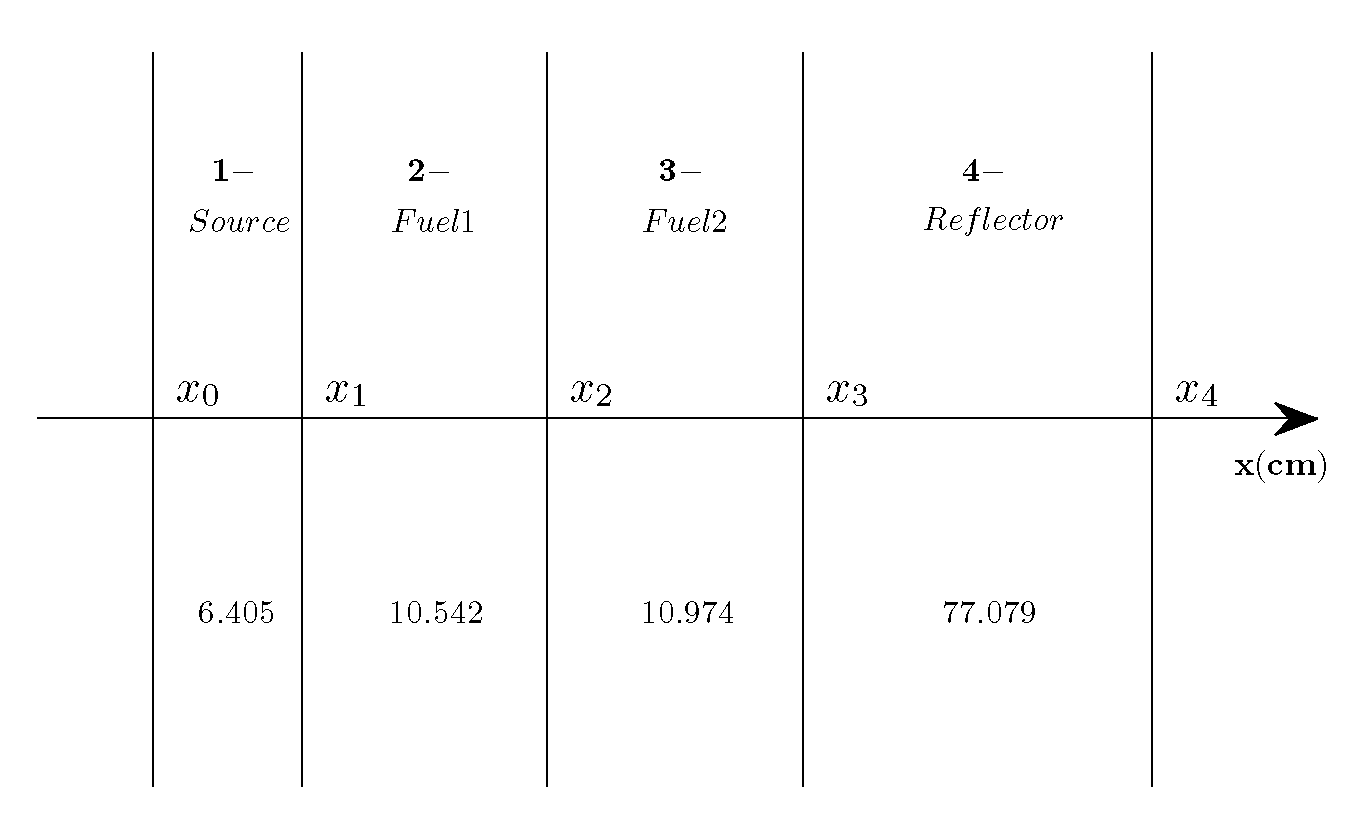 1– 2– 3– 4–
Source Fuel1 Fuel2 Reflector
x₀ x₁ x₂ x₃ x₄
x(cm)
6.405 10.542 10.974 77.079